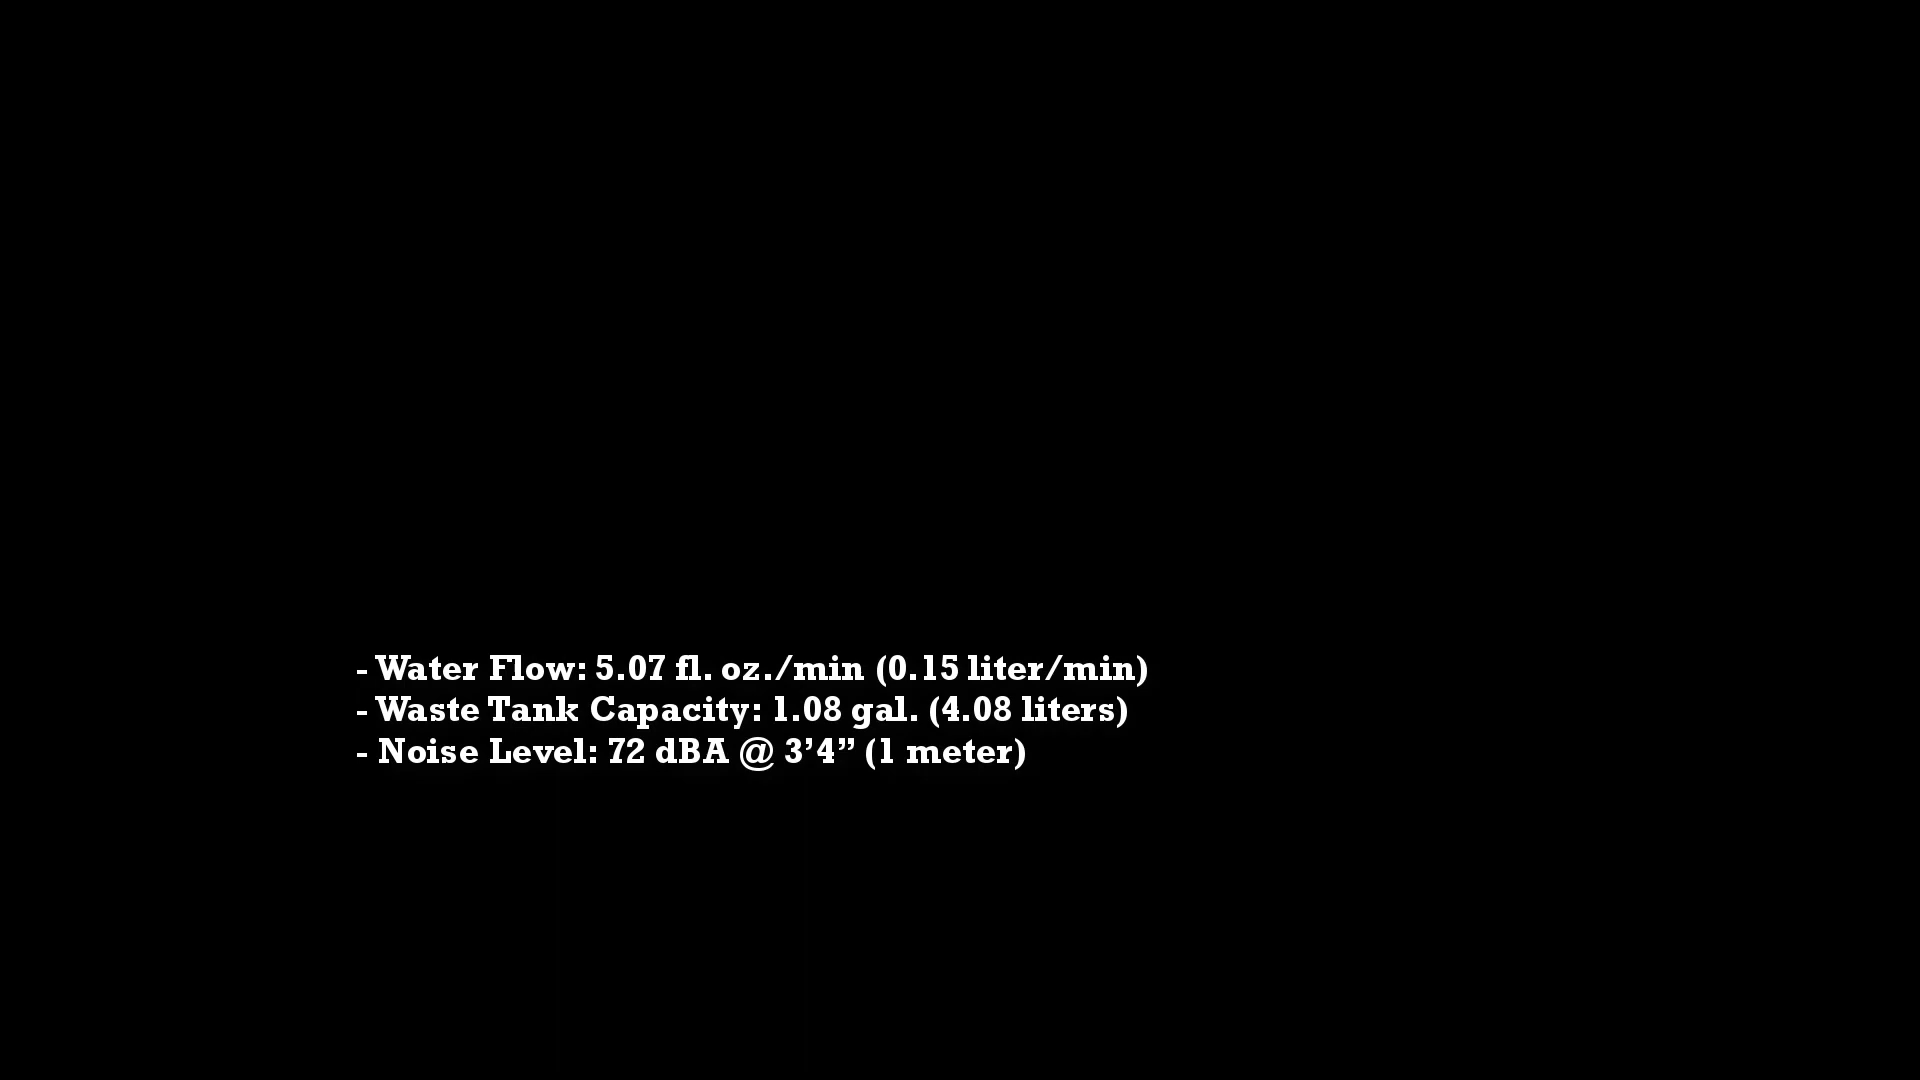 - Water Flow: 5.07 fl. oz./min (0.15 liter/min)
- Waste Tank Capacity: 1.08 gal. (4.08 liters)
- Noise Level: 72 dBA @ 3’4” (1 meter)